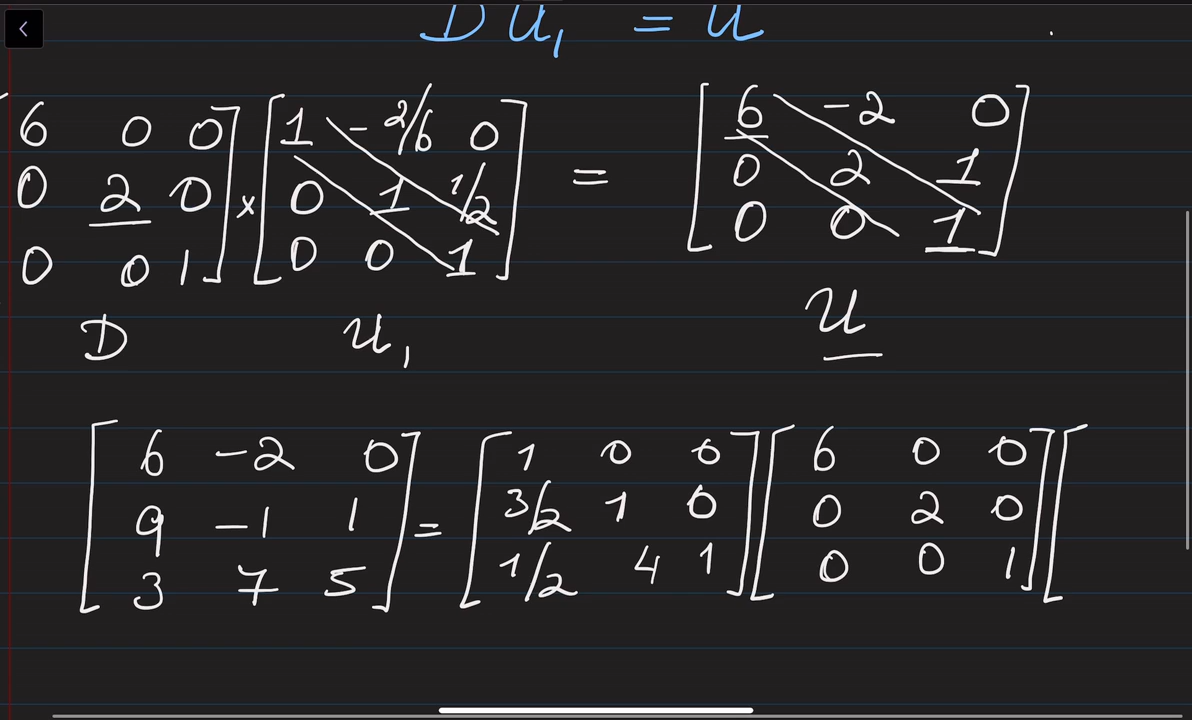 D U₁ = U
[6 0 0] × [1 -2/6 0] = [6 -2 0]
[0 2 0] [0 1 1/2] [0 2 1]
[0 0 1] [0 0 1] [0 0 1]
D U₁ U
[6 -2 0] = [1 0 0] [6 0 0] [
[9 -1 1] [3/2 1 0] [0 2 0]
[3 7 5] [1/2 4 1] [0 0 1]